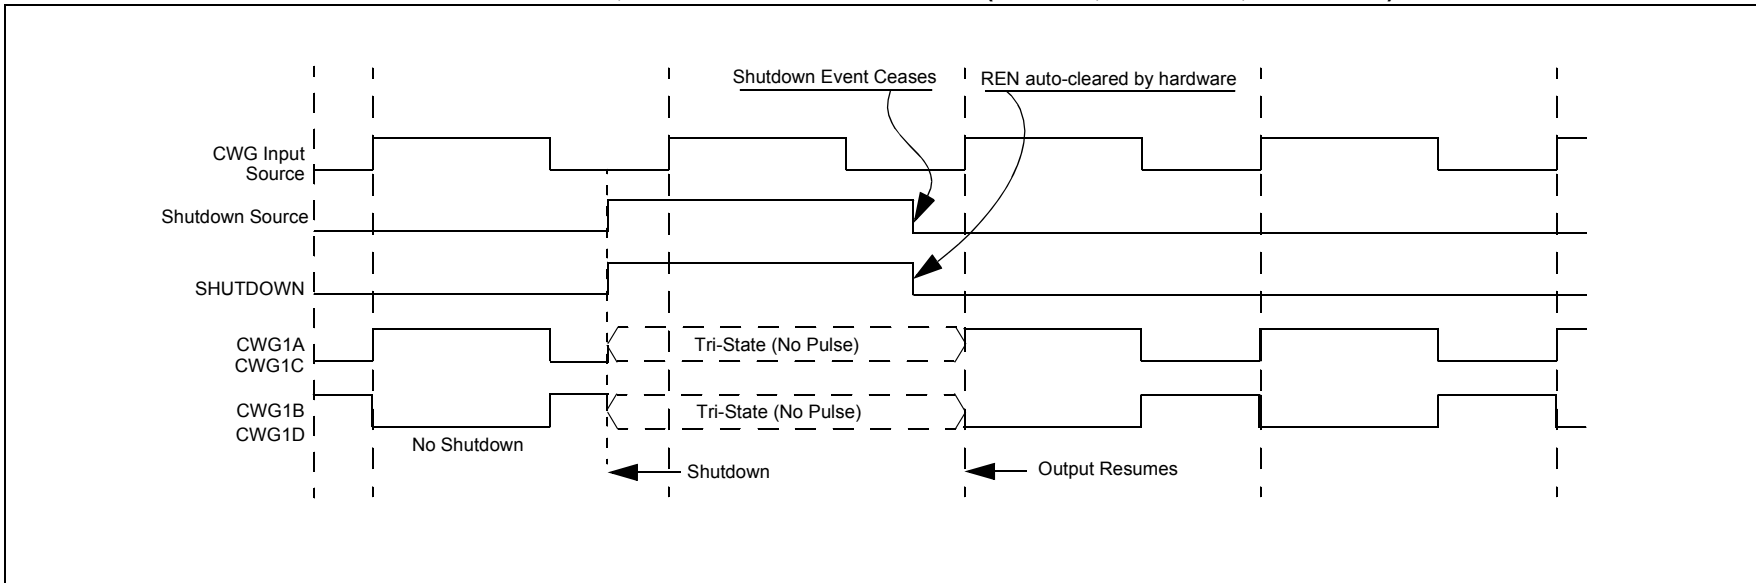 Shutdown Event Ceases
REN auto-cleared by hardware
CWG Input
Source
Shutdown Source
SHUTDOWN
CWG1A
CWG1C
Tri-State (No Pulse)
CWG1B
CWG1D
Tri-State (No Pulse)
No Shutdown
Shutdown
Output Resumes